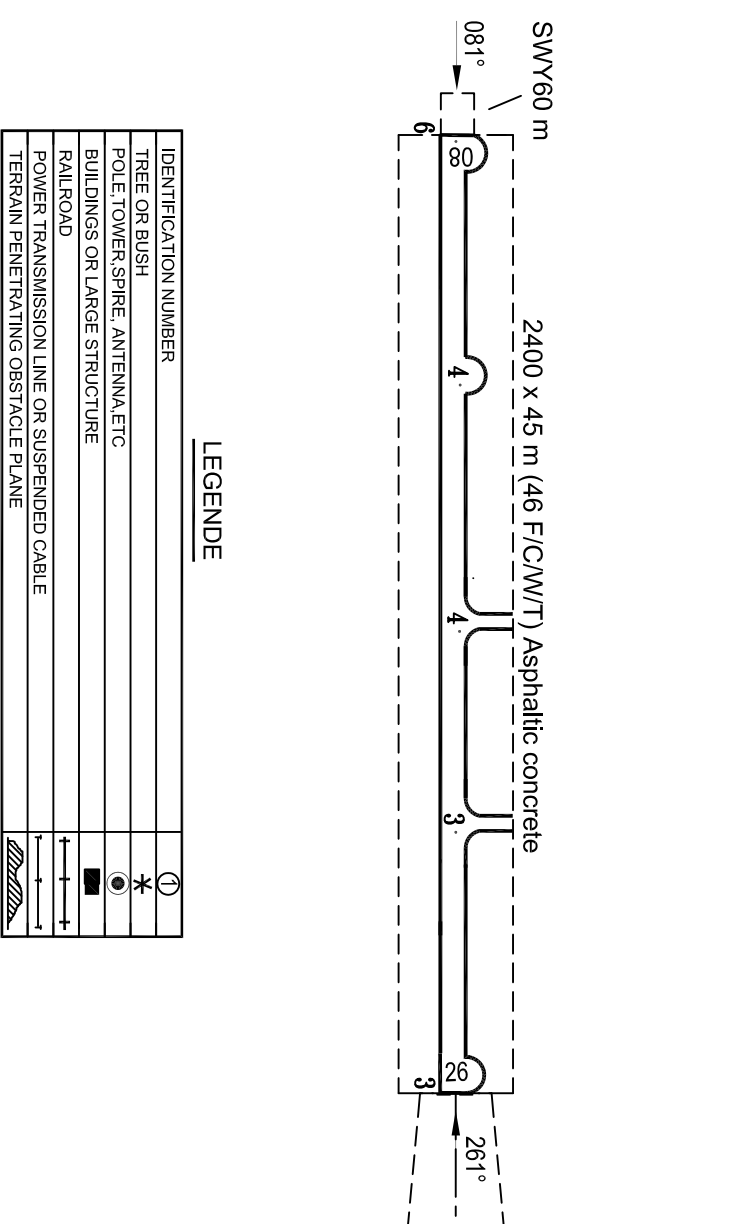 SWY60 m
2400 x 45 m (46 F/C/W/T) Asphaltic concrete
081°
261°
08
4
4
3
26
6
3
LEGENDE
IDENTIFICATION NUMBER
1
TREE OR BUSH
POLE,TOWER,SPIRE, ANTENNA,ETC
BUILDINGS OR LARGE STRUCTURE
RAILROAD
POWER TRANSMISSION LINE OR SUSPENDED CABLE
TERRAIN PENETRATING OBSTACLE PLANE